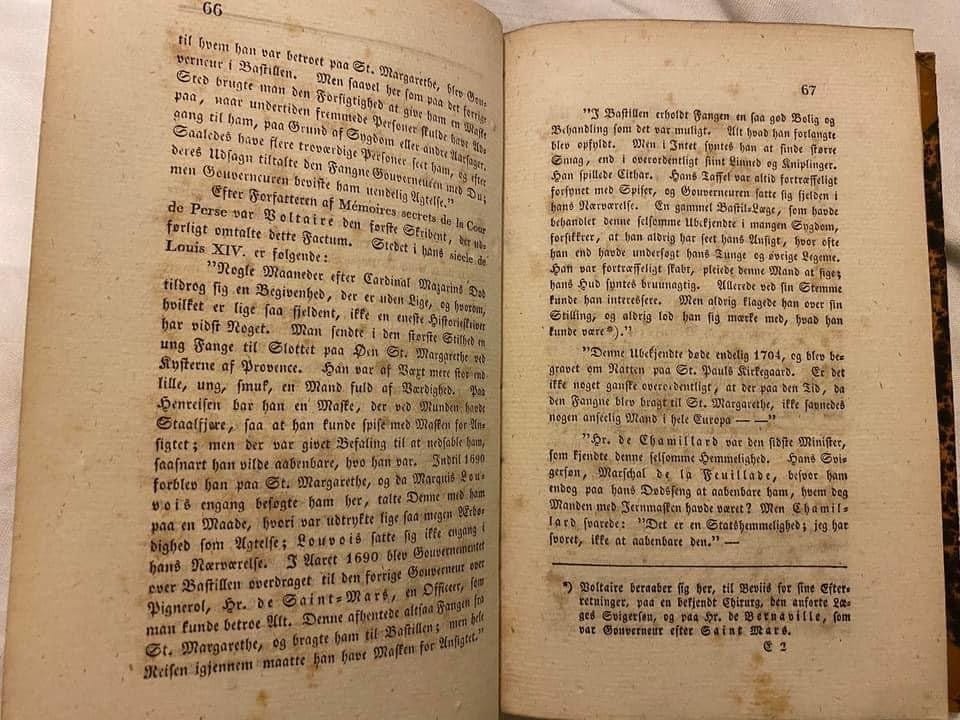 66
til hvem han var betroet paa St. Margarethe, blev Gou-
verneur i Bastillen. Men saavel her som paa det forrige
Sted brugte man den Forsigtighed at give ham en Maske
paa, naar undertiden fremmede Personer skulde have Ad-
gang til ham, paa Grund af Sygdom eller andre Aarsager.
Saaledes have flere troværdige Personer seet ham, og efter
deres Udsagn tiltalte den Fangne Gouverneuren med Du;
men Gouverneuren beviste ham uendelig Agtelse."
Efter Forfatteren af Mémoires secrets de la Cour
de Perse var Voltaire den første Skribent, der ud-
førligt omtalte dette Factum. Stedet i hans siecle de
Louis XIV. er følgende:
"Nogle Maaneder efter Cardinal Mazarins Død
tildrog sig en Begivenhed, der er uden Lige, og hvorom,
hvilket er lige saa sjeldent, ikke en eneste Historieskriver
har vidst Noget. Man sendte i den største Stilhed en
ung Fange til Slottet paa Øen St. Margarethe ved
Kysterne af Provence. Han var af Væxt mere stor end
lille, ung, smuk, en Mand fuld af Værdighed. Paa
Henreisen bar han en Maske, der ved Munden havde
Staalfjære, saa at han kunde spise med Masken for An-
sigtet; men der var givet Befaling til at nedsable ham,
saasnart han vilde aabenbare, hvo han var. Indtil 1690
forblev han paa St. Margarethe, og da Marquis Lou-
vois engang besøgte ham her, talte Denne med ham
paa en Maade, hvori var udtrykte lige saa megen Ærbø-
dighed som Agtelse; Louvois satte sig ikke engang i
hans Nærværelse. I Aaret 1690 blev Gouvernementet
over Bastillen overdraget til den forrige Gouverneur over
Pignerol, Hr. de Saint-Mars, en Officeer, som
man kunde betroe Alt. Denne afhentede altsaa Fangen fra
St. Margarethe, og bragte ham til Bastillen; men hele
Reisen igjennem maatte han have Masken for Ansigtet."
67
"I Bastillen erholdt Fangen en saa god Bolig og
Behandling som det var muligt. Alt hvad han forlangte
blev opfyldt. Men i Intet syntes han at finde større
Smag, end i overordentligt fiint Linned og Kniplinger.
Han spillede Cithar. Hans Taffel var altid fortræffeligt
forsynet med Spiser, og Gouverneuren satte sig sjelden i
hans Nærværelse. En gammel Bastil-Læge, som havde
behandlet denne selsomme Ubekjendte i mangen Sygdom,
forsikkrer, at han aldrig har seet hans Ansigt, hvor ofte
han end havde undersøgt hans Tunge og øvrige Legeme.
Han var fortræffeligt skabt, pleiede denne Mand at sige;
hans Hud syntes bruunagtig. Allerede ved sin Stemme
kunde han interessere. Men aldrig klagede han over sin
Stilling, og aldrig lod han sig mærke med, hvad han
kunde være*)."
"Denne Ubekjendte døde endelig 1704, og blev be-
gravet om Natten paa St. Pauls Kirkegaard. Er det
ikke noget ganske overordentligt, at der paa den Tid, da
den Fangne blev bragt til St. Margarethe, ikke savnedes
nogen anseelig Mand i hele Europa — —"
"Hr. de Chamillard var den sidste Minister,
som kjendte denne selsomme Hemmelighed. Hans Svi-
gersøn, Marschal de la Feuillade, besvor ham
endog paa hans Dødsseng at aabenbare ham, hvem dog
Manden med Jernmasken havde været? Men Chamil-
lard svarede: "Det er en Statshemmelighed; jeg har
svoret, ikke at aabenbare den." —
*) Voltaire beraaber sig her, til Beviis for sine Efter-
retninger, paa en bekjendt Chirurg, den anførte Læ-
ges Svigersøn, og paa Hr. de Bernaville, som
var Gouverneur efter Saint Mars.
E 2